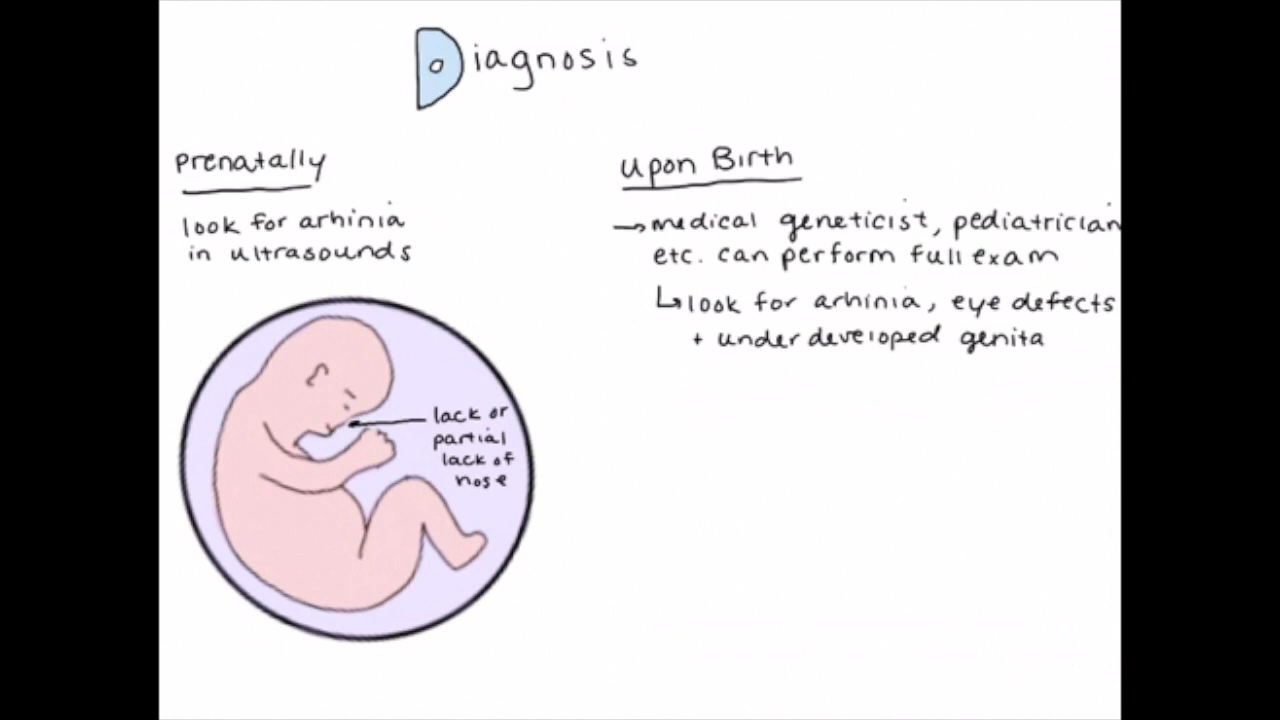 Diagnosis
Prenatally
look for arhinia
in ultrasounds
lack or
partial
lack of
nose
upon Birth
→medical geneticist, pediatrician
etc. can perform full exam
↳look for arhinia, eye defects
+ underdeveloped genita